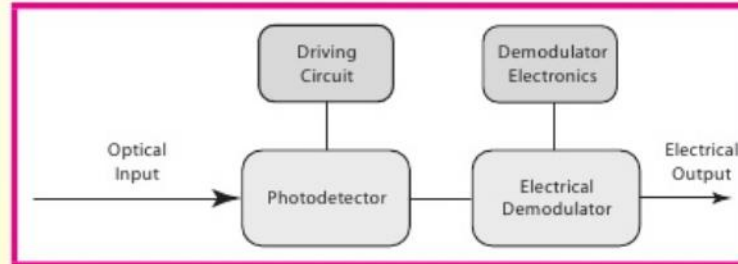 Driving
Circuit
Demodulator
Electronics
Optical
Input
Photodetector
Electrical
Demodulator
Electrical
Output